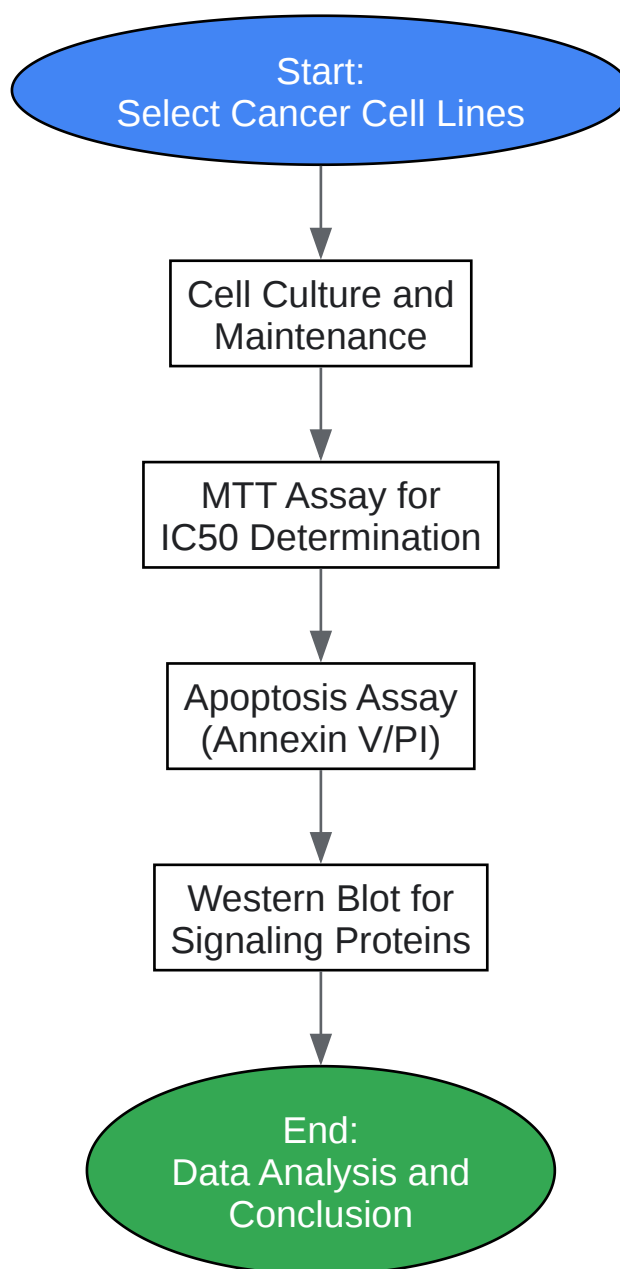 Start:
Select Cancer Cell Lines
Cell Culture and
Maintenance
MTT Assay for
IC50 Determination
Apoptosis Assay
(Annexin V/PI)
Western Blot for
Signaling Proteins
End:
Data Analysis and
Conclusion